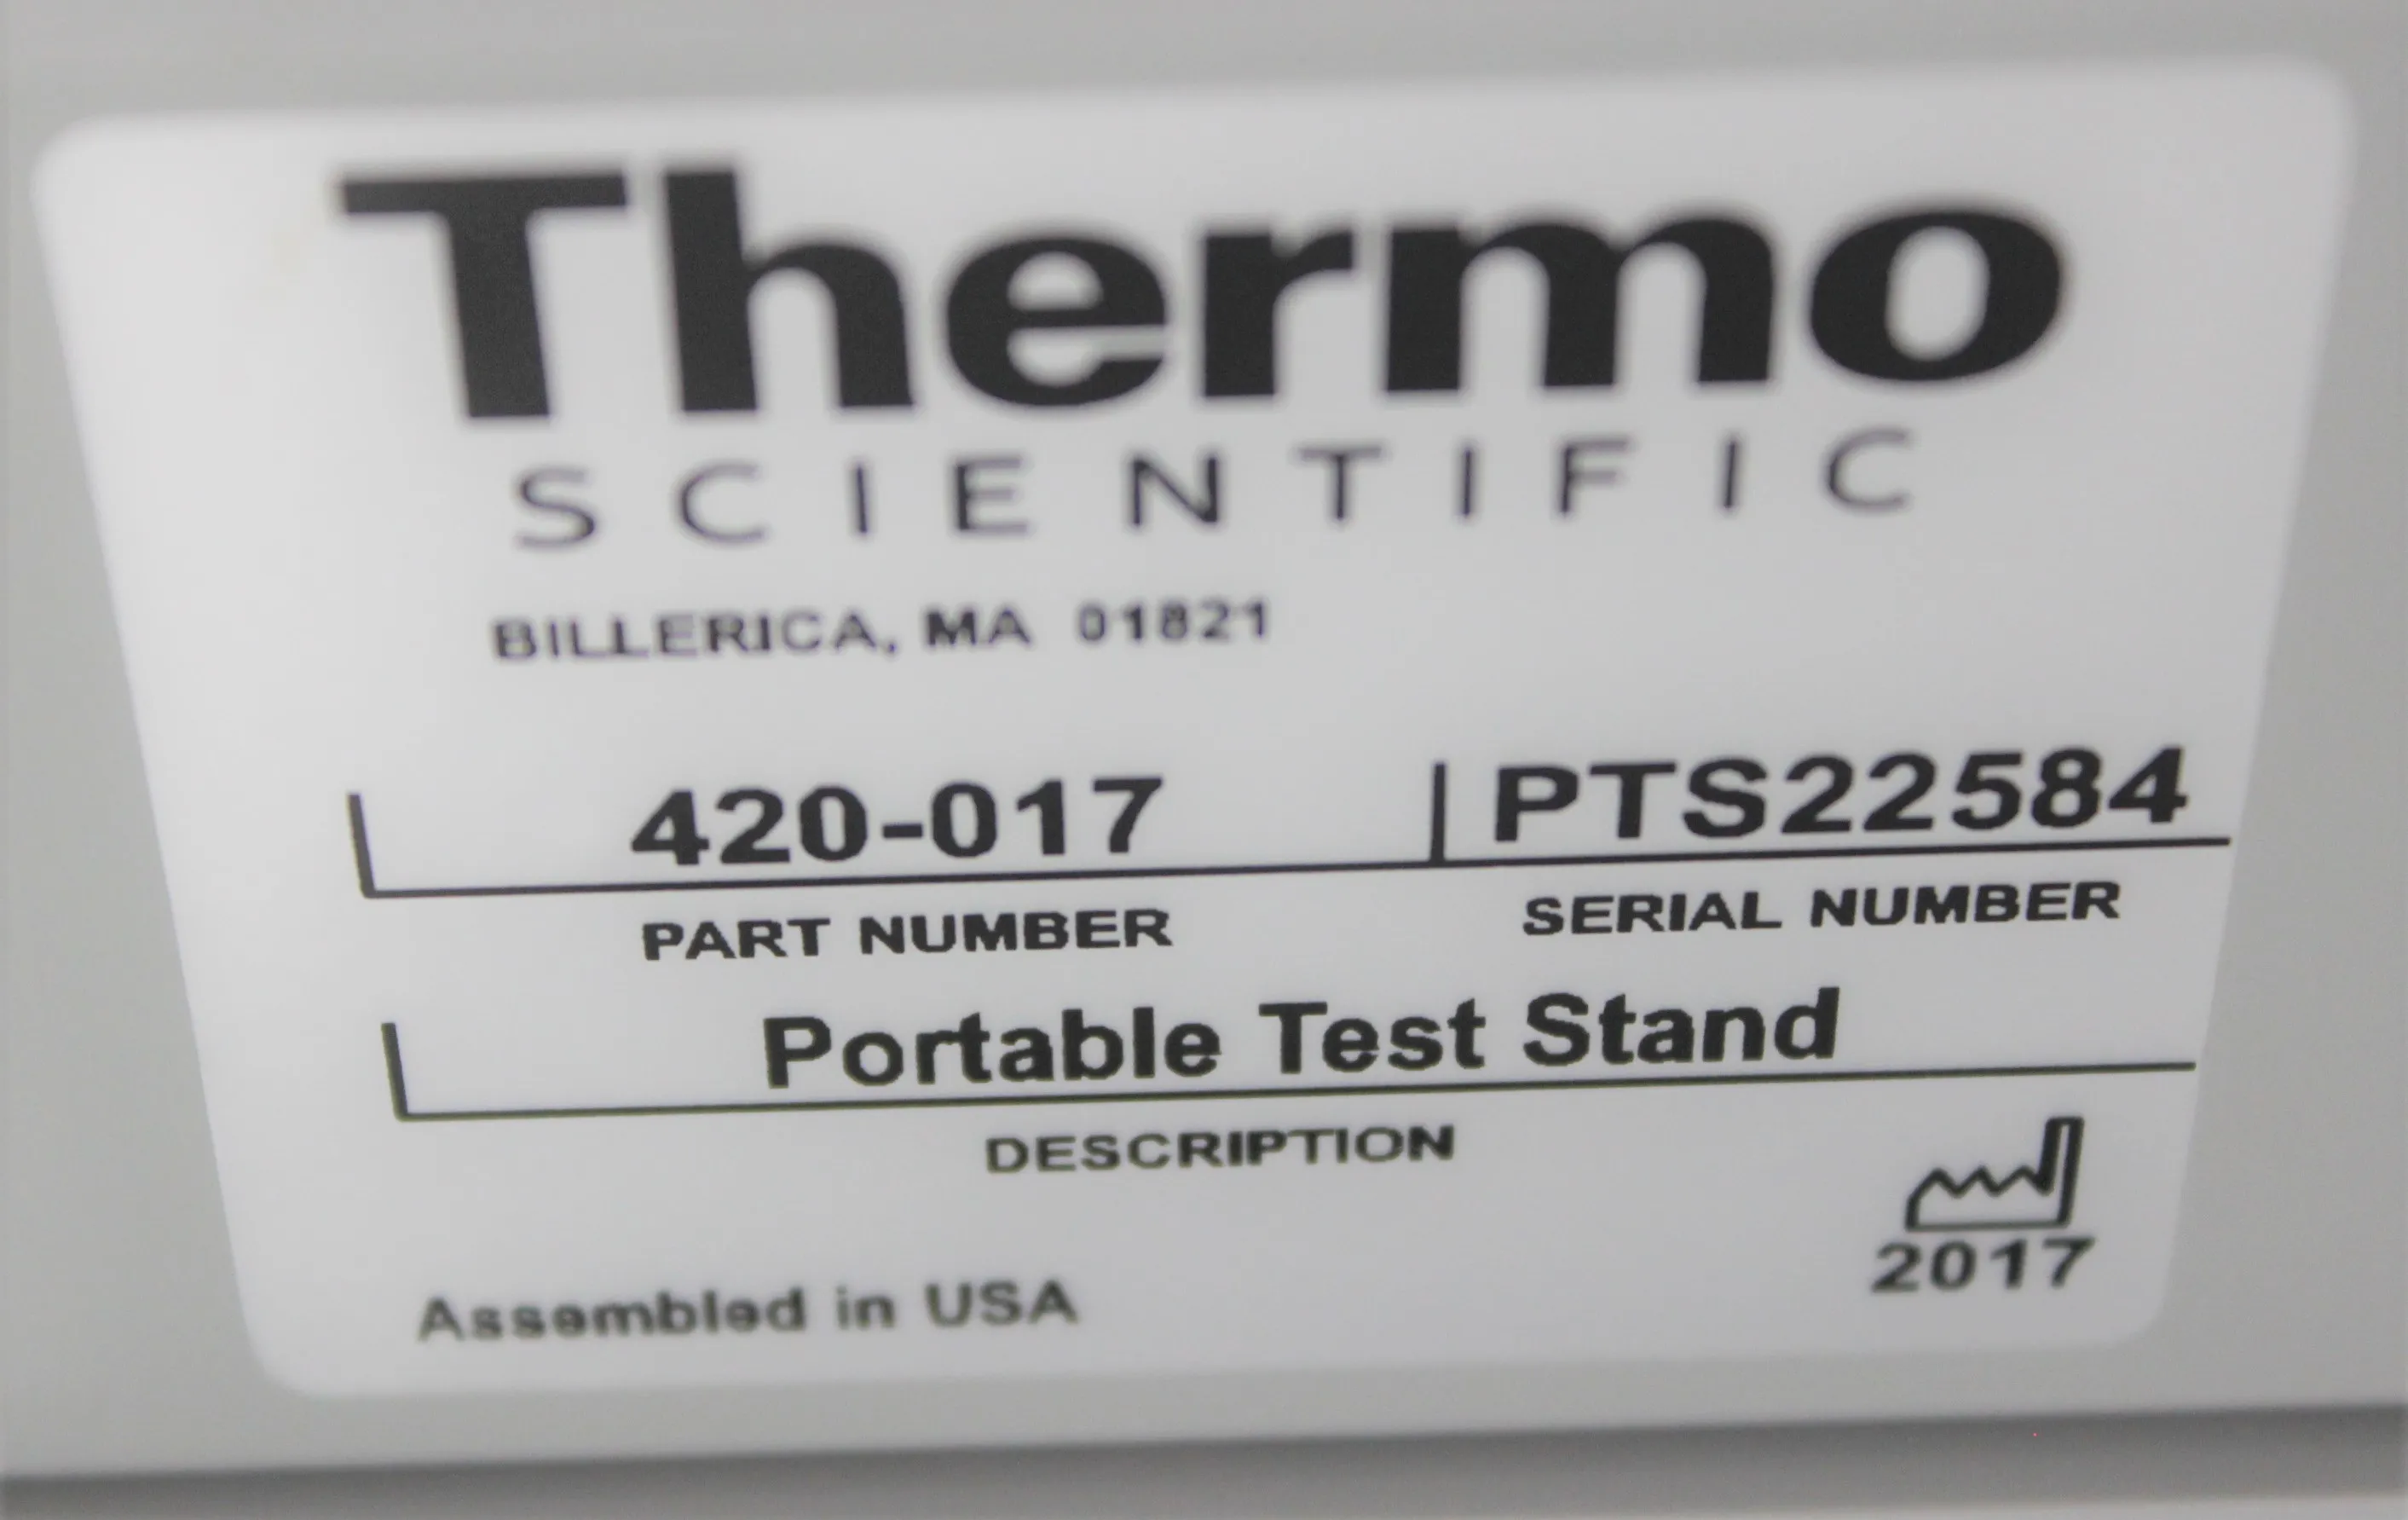 Thermo
SCIENTIFIC
BILLERICA, MA 01821
420-017 PTS22584
PART NUMBER SERIAL NUMBER
Portable Test Stand
DESCRIPTION
2017
Assembled in USA